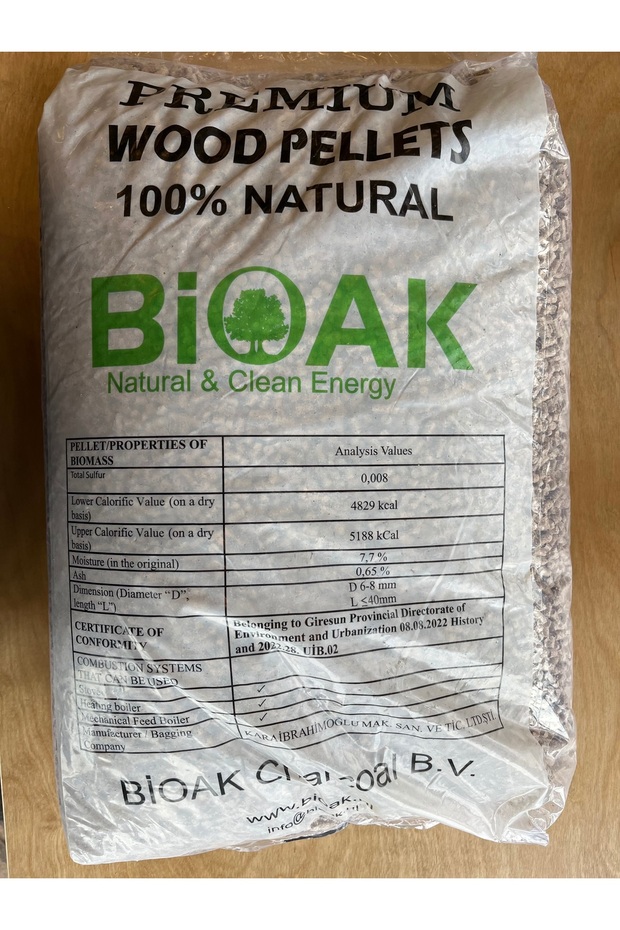 PREMIUM
WOOD PELLETS
100% NATURAL
BiOAK
Natural & Clean Energy
PELLET/PROPERTIES OF
BIOMASS
Analysis Values
Total Sulfur
0,008
Lower Calorific Value (on a dry
basis)
4829 kcal
Upper Calorific Value (on a dry
basis)
5188 kCal
Moisture (in the original)
7,7 %
Ash
0,65 %
Dimension (Diameter “D”;
length “L”)
D 6-8 mm
L ≤40mm
CERTIFICATE OF
CONFORMITY
Belonging to Giresun Provincial Directorate of
Environment and Urbanization 08.08.2022 History
and 2022.28. UİB.02
COMBUSTION SYSTEMS
THAT CAN BE USED
✓
Heating boiler
✓
Mechanical Feed Boiler
✓
Manufacturer / Bagging
Company
KARA İBRAHİMOGLU MAK. SAN. VE TİC. LTD.STI.
BiOAK Charcoal B.V.